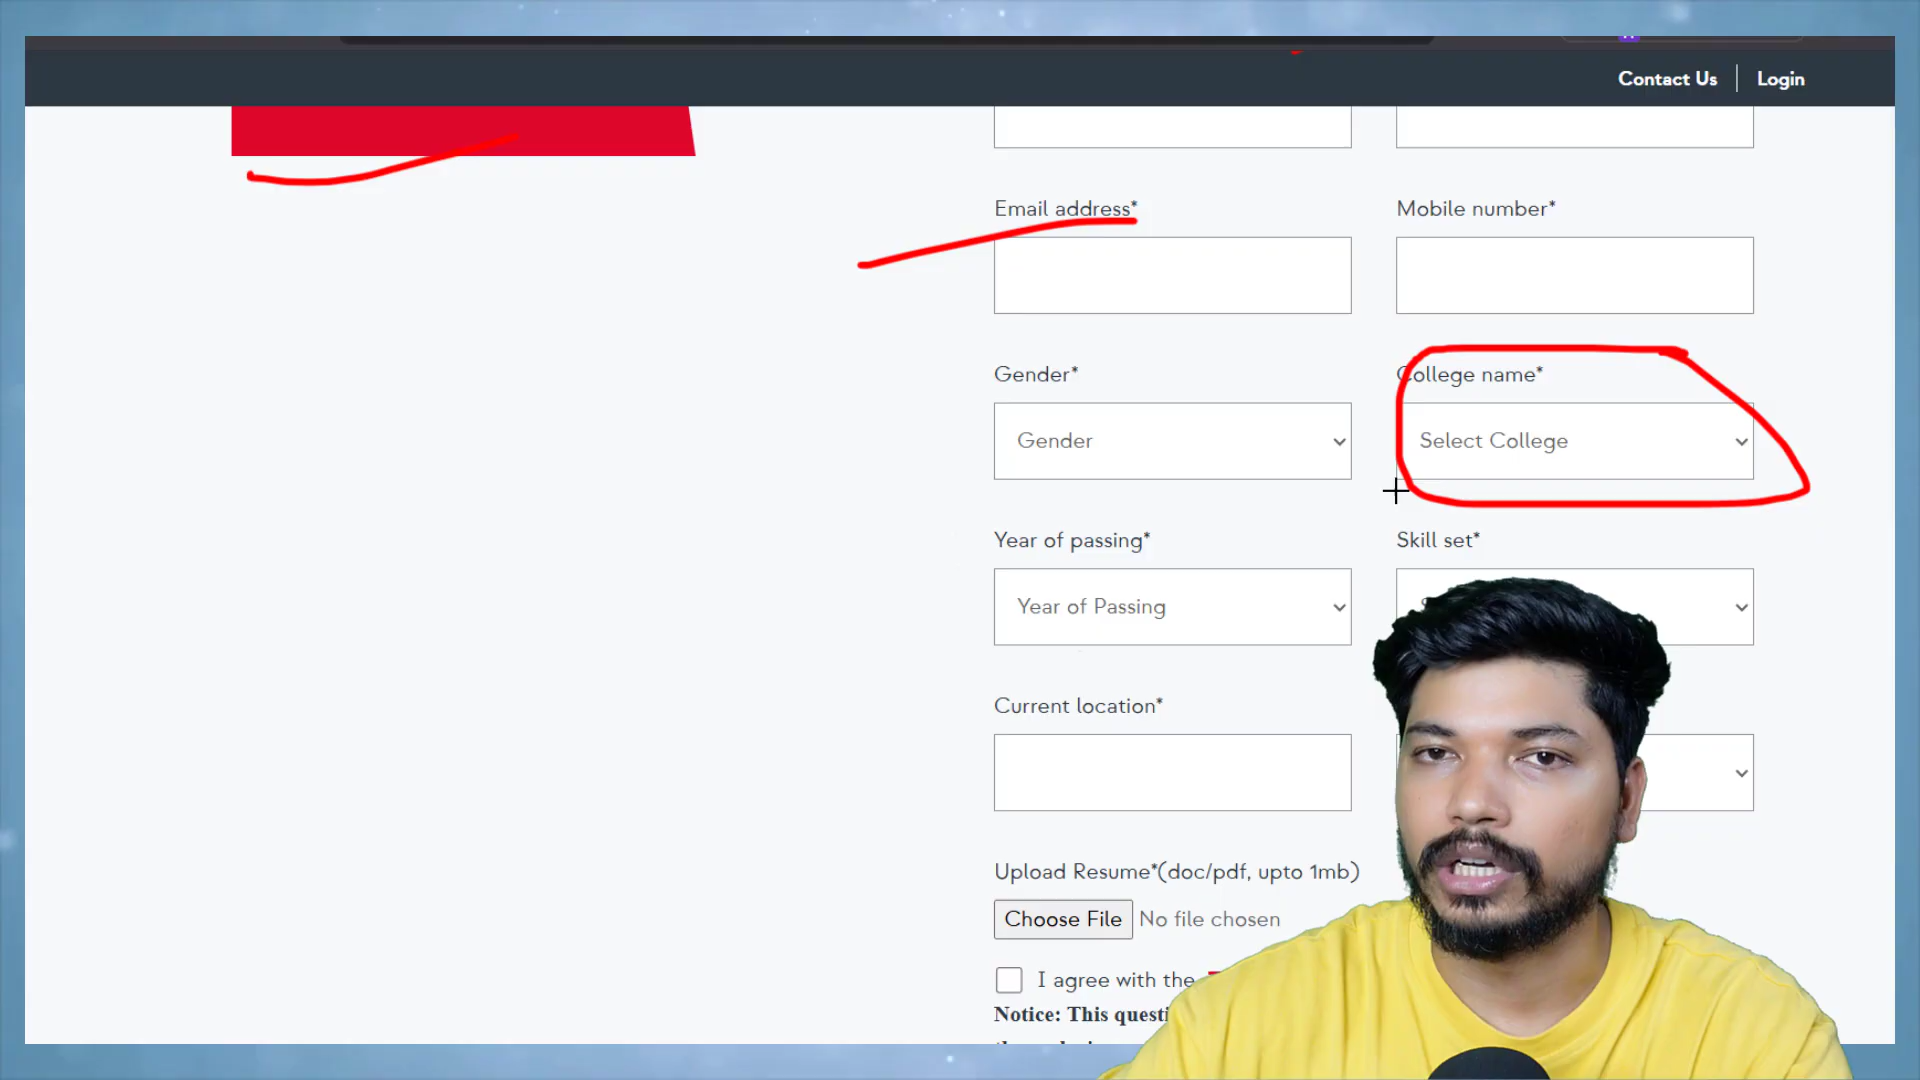 Contact Us
Login
Email address*
Mobile number*
Gender*
College name*
Gender
Select College
Year of passing*
Skill set*
Year of Passing
Current location*
Upload Resume*(doc/pdf, upto 1mb)
Choose File No file chosen
I agree with the
Notice: This questi